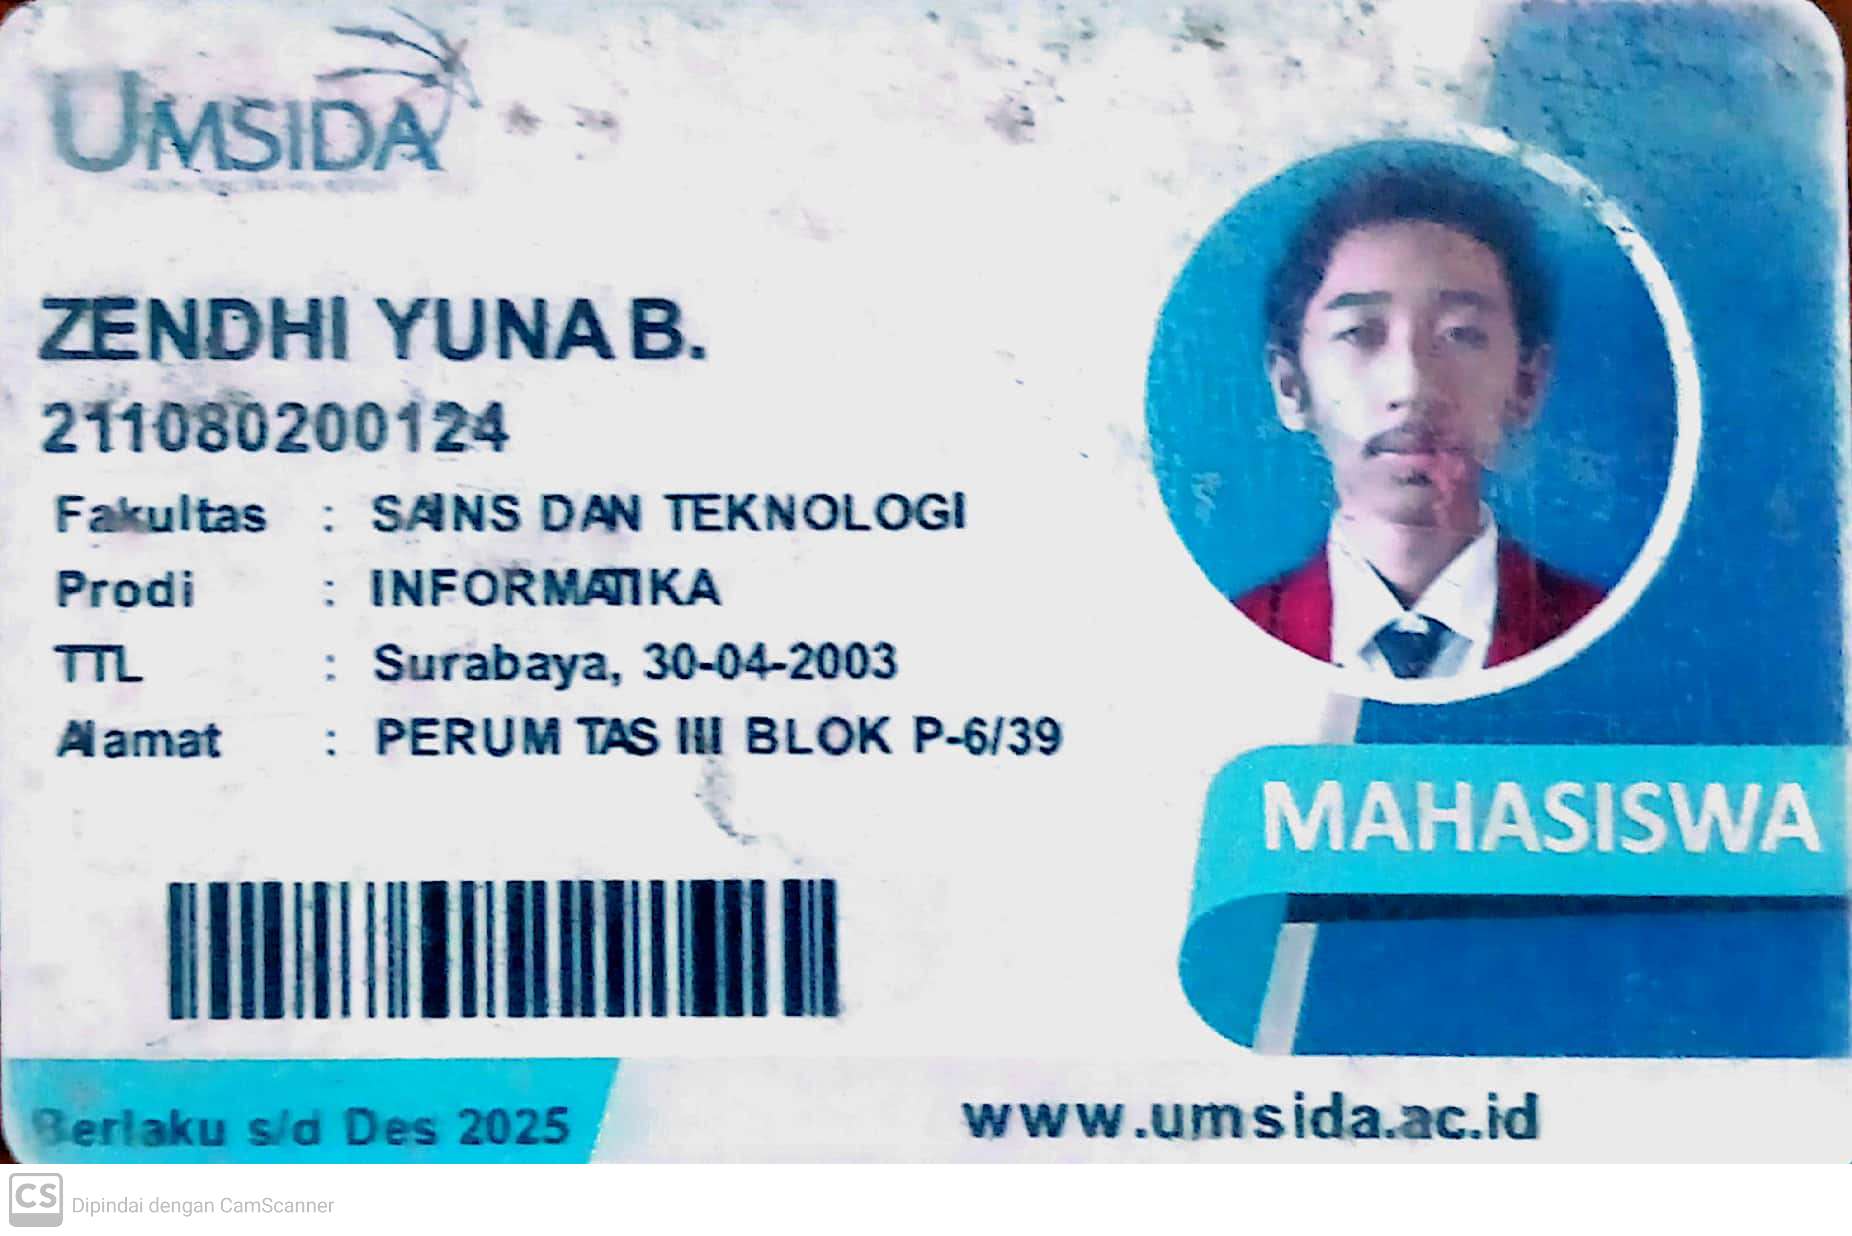 UMSIDA
ZENDHI YUNA B.
211080200124
Fakultas : SAINS DAN TEKNOLOGI
Prodi : INFORMATIKA
TTL : Surabaya, 30-04-2003
Alamat : PERUM TAS III BLOK P-6/39
MAHASISWA
Berlaku s/d Des 2025
www.umsida.ac.id
CS Dipindai dengan CamScanner